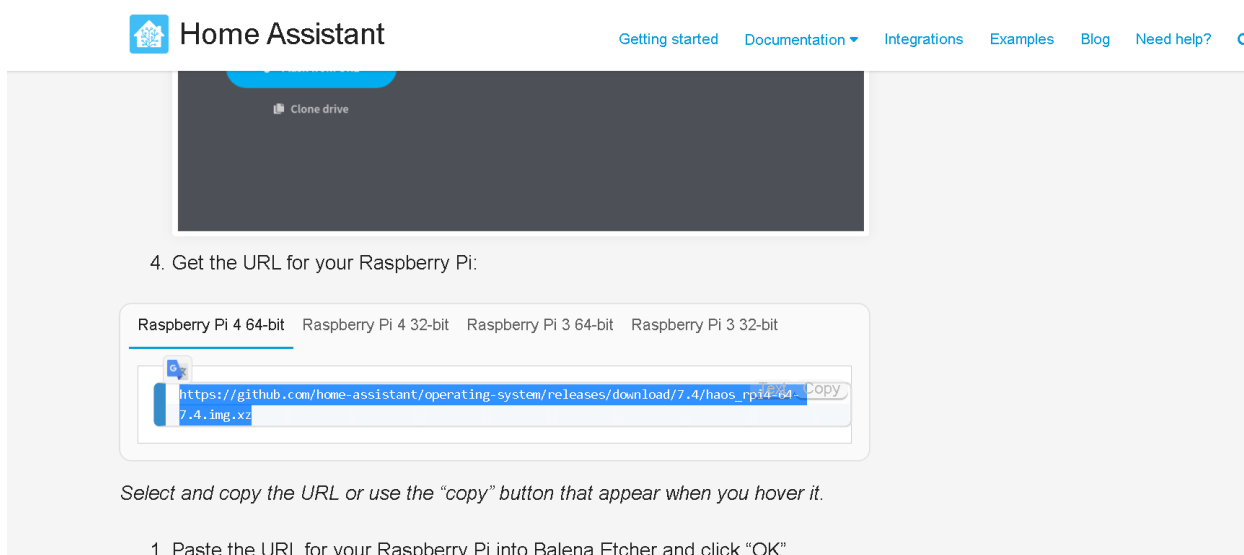 Home Assistant
Getting started Documentation Integrations Examples Blog Need help?
Clone drive
4. Get the URL for your Raspberry Pi:
Raspberry Pi 4 64-bit Raspberry Pi 4 32-bit Raspberry Pi 3 64-bit Raspberry Pi 3 32-bit
Text Copy
https://github.com/home-assistant/operating-system/releases/download/7.4/haos_rpi4-64-
7.4.img.xz
Select and copy the URL or use the “copy” button that appear when you hover it.
1. Paste the URL for your Raspberry Pi into Balena Etcher and click “OK”